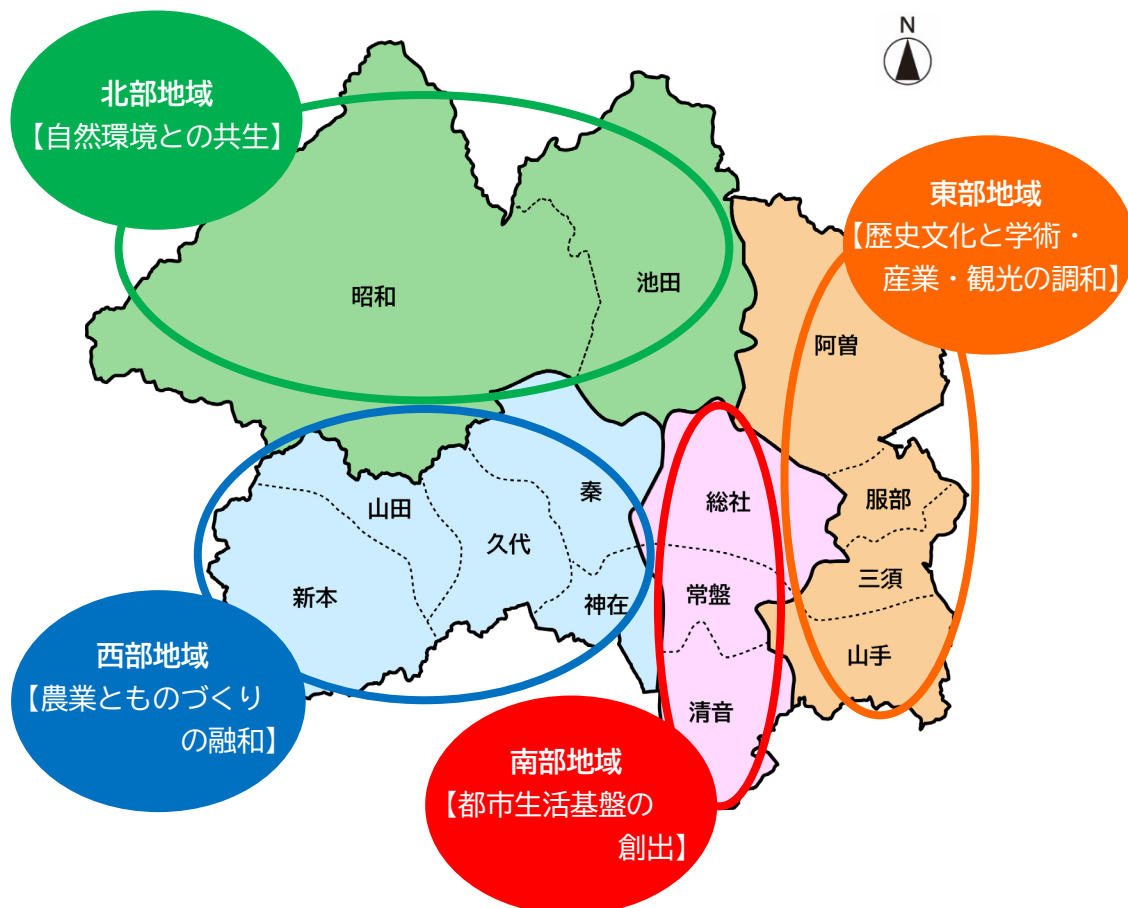 N
北部地域
【自然環境との共生】
東部地域
【歴史文化と学術・
産業・観光の調和】
昭和
池田
阿曽
秦
山田
久代
総社
服部
新本
神在
常盤
三須
山手
清音
西部地域
【農業とものづくり
の融和】
南部地域
【都市生活基盤の
創出】